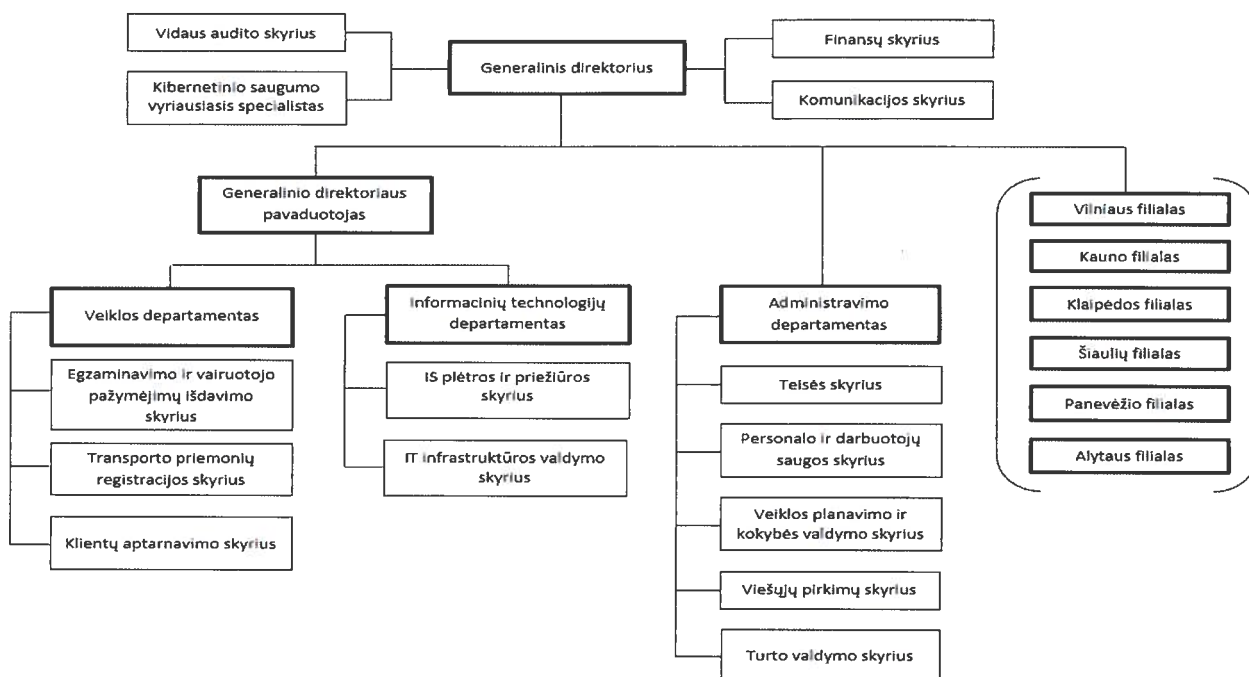 Vidaus audito skyrius
Kibernetinio saugumo
vyriausiasis specialistas
Generalinis direktorius
Finansų skyrius
Komunikacijos skyrius
Generalinio direktoriaus
pavaduotojas
Veiklos departamentas
Egzaminavimo ir vairuotojo
pažymėjimų išdavimo
skyrius
Transporto priemonių
registracijos skyrius
Klientų aptarnavimo skyrius
Informacinių technologijų
departamentas
IS plėtros ir priežiūros
skyrius
IT infrastruktūros valdymo
skyrius
Administravimo
departamentas
Teisės skyrius
Personalo ir darbuotojų
saugos skyrius
Veiklos planavimo ir
kokybės valdymo skyrius
Viešųjų pirkimų skyrius
Turto valdymo skyrius
Vilniaus filialas
Kauno filialas
Klaipėdos filialas
Šiaulių filialas
Panevėžio filialas
Alytaus filialas